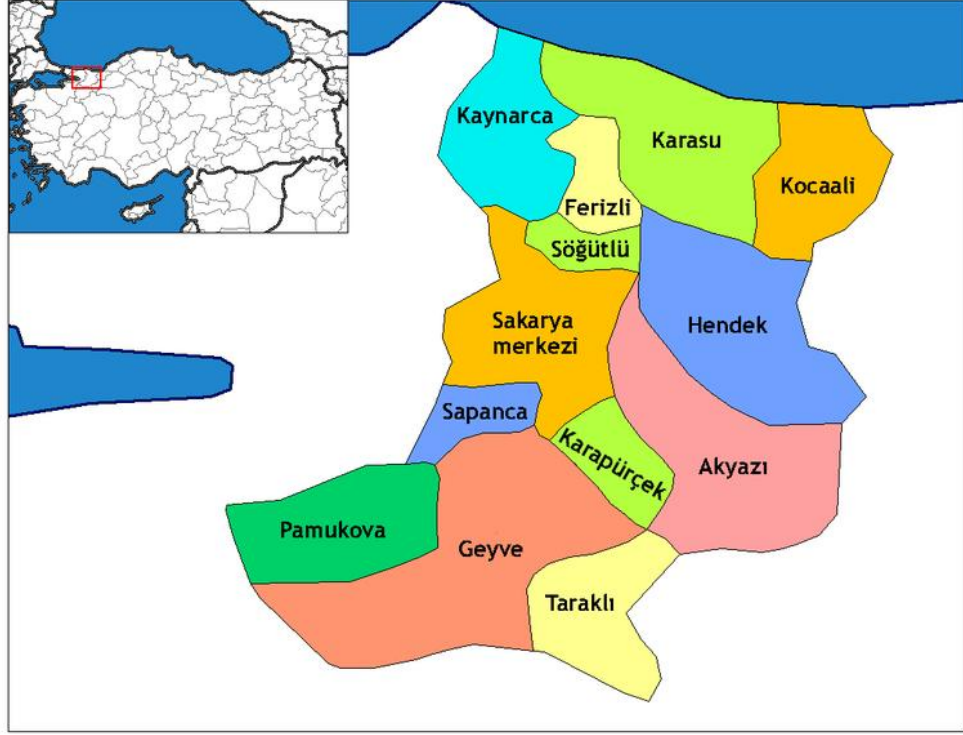 Kaynarca
Karasu
Kocaali
Ferizli
Söğütlü
Sakarya
merkezi
Hendek
Sapanca
Karapürçek
Akyazı
Pamukova
Geyve
Taraklı